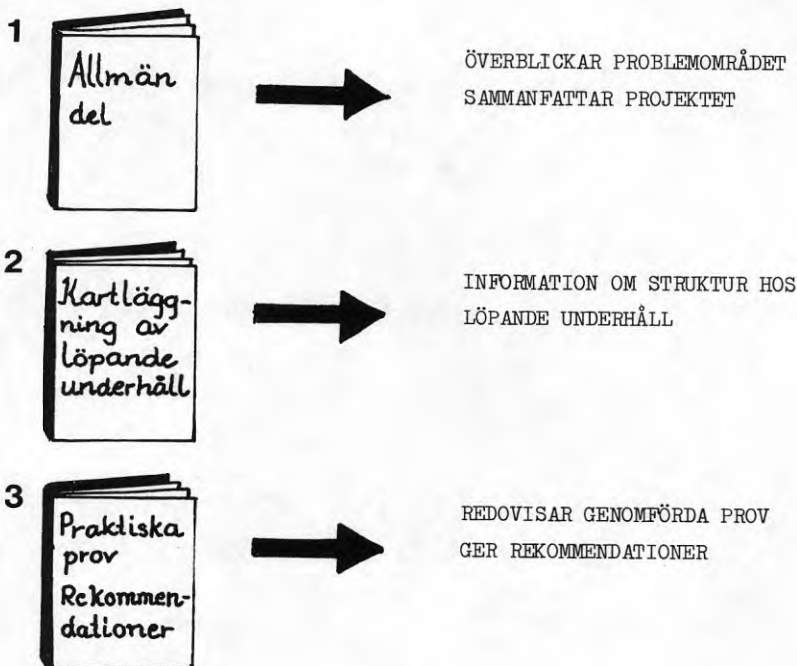 1
Allmän
del
ÖVERBLICKAR PROBLEMOMRÅDET
SAMMANFATTAR PROJEKTET
2
Kartlägg-
ning av
löpande
underhåll
INFORMATION OM STRUKTUR HOS
LÖPANDE UNDERHÅLL
3
Praktiska
prov
Rekommen-
dationer
REDOVISAR GENOMFÖRDA PROV
GER REKOMMENDATIONER